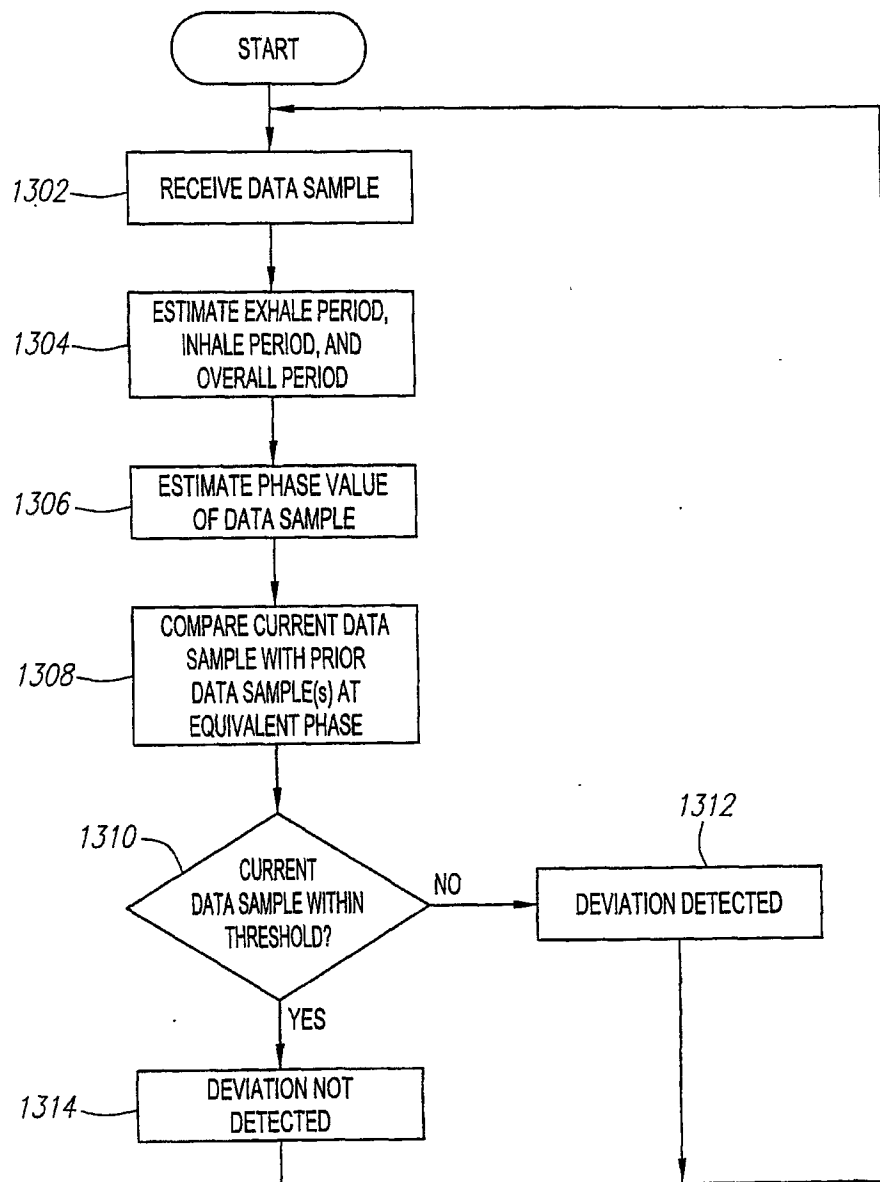 START
1302
RECEIVE DATA SAMPLE
1304
ESTIMATE EXHALE PERIOD,
INHALE PERIOD, AND
OVERALL PERIOD
1306
ESTIMATE PHASE VALUE
OF DATA SAMPLE
1308
COMPARE CURRENT DATA
SAMPLE WITH PRIOR
DATA SAMPLE(s) AT
EQUIVALENT PHASE
1310
CURRENT
DATA SAMPLE WITHIN
THRESHOLD?
NO
1312
DEVIATION DETECTED
YES
1314
DEVIATION NOT
DETECTED